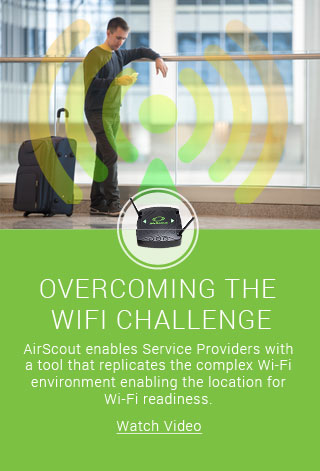 OVERCOMING THE
WIFI CHALLENGE
AirScout enables Service Providers with
a tool that replicates the complex Wi-Fi
environment enabling the location for
Wi-Fi readiness.
Watch Video